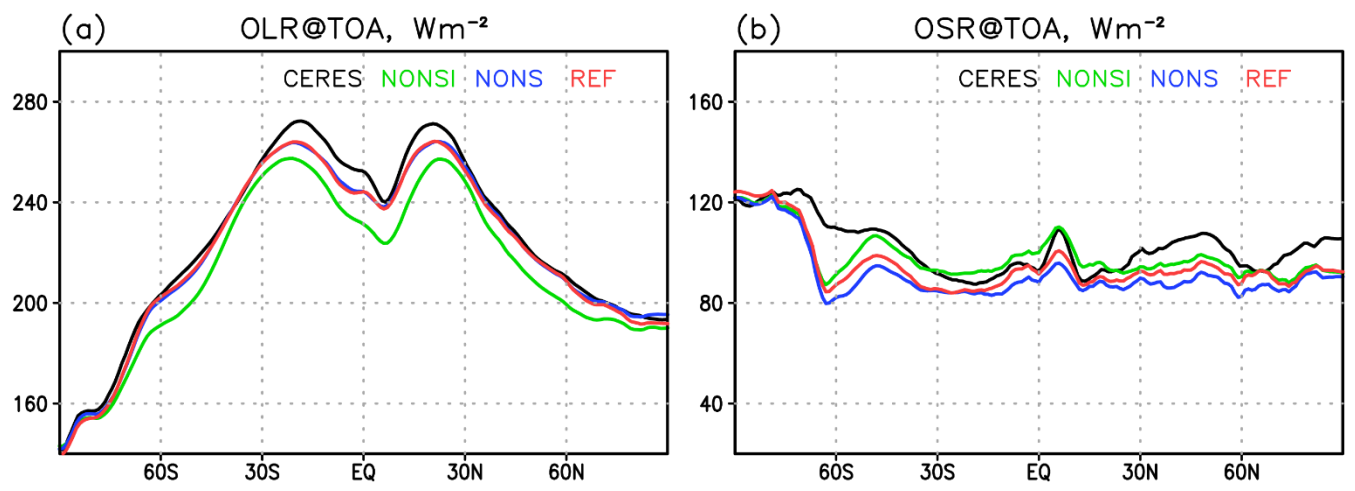 (a) OLR@TOA, Wm⁻²
CERES NONSI NONS REF
280
240
200
160
60S 30S EQ 30N 60N
(b) OSR@TOA, Wm⁻²
CERES NONSI NONS REF
160
120
80
40
60S 30S EQ 30N 60N